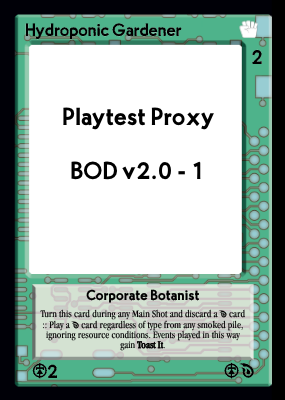 Hydroponic Gardener
2
Playtest Proxy
BOD v2.0 - 1
Corporate Botanist
Turn this card during any Main Shot and discard a card
:: Play a card regardless of type from any smoked pile,
ignoring resource conditions. Events played in this way
gain Toast It.
2